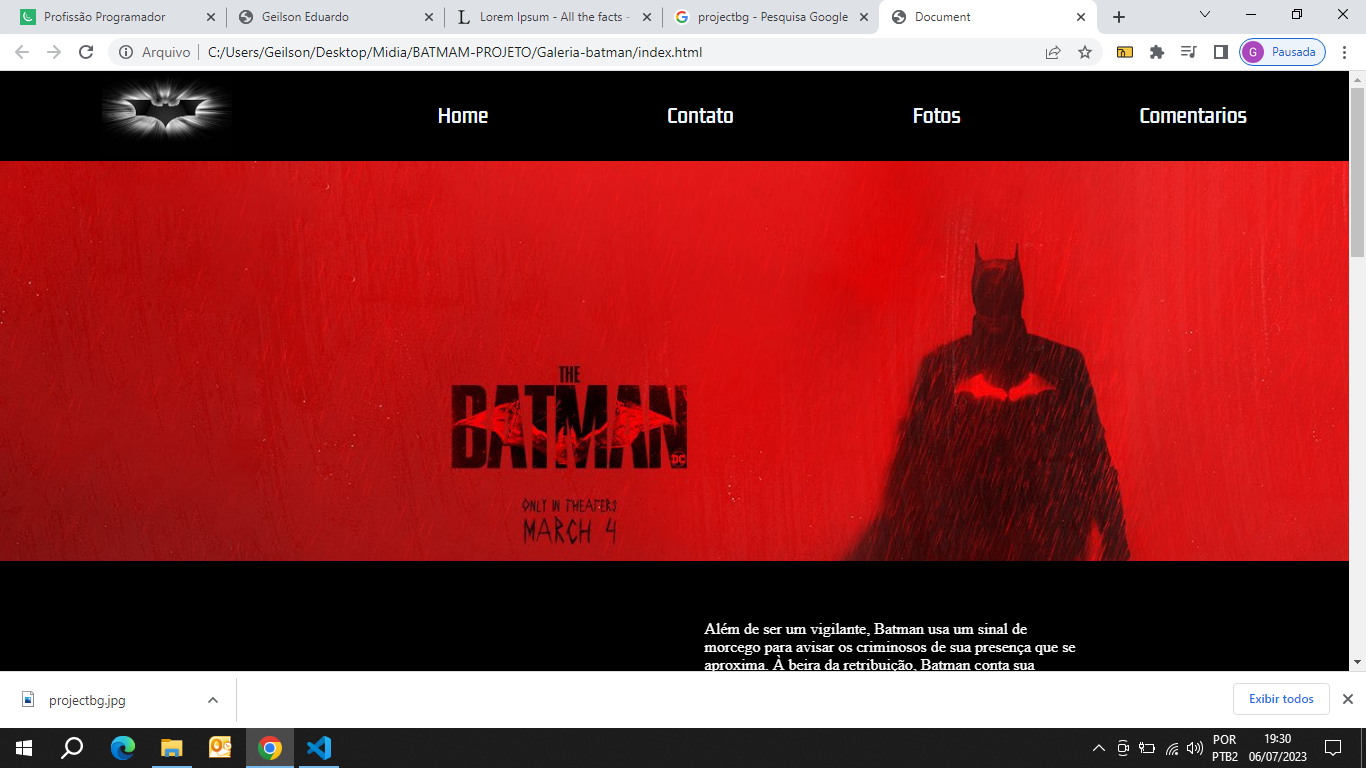 Profissão Programador
Geilson Eduardo
Lorem Ipsum - All the facts -
projectbg - Pesquisa Google
Document
Arquivo
C:/Users/Geilson/Desktop/Midia/BATMAM-PROJETO/Galeria-batman/index.html
G Pausada
Home
Contato
Fotos
Comentarios
THE
BATMAN
DC
ONLY IN THEATERS
MARCH 4
Além de ser um vigilante, Batman usa um sinal de
morcego para avisar os criminosos de sua presença que se
aproxima. À beira da retribuição, Batman conta sua
projectbg.jpg
Exibir todos
POR
PTB2
19:30
06/07/2023